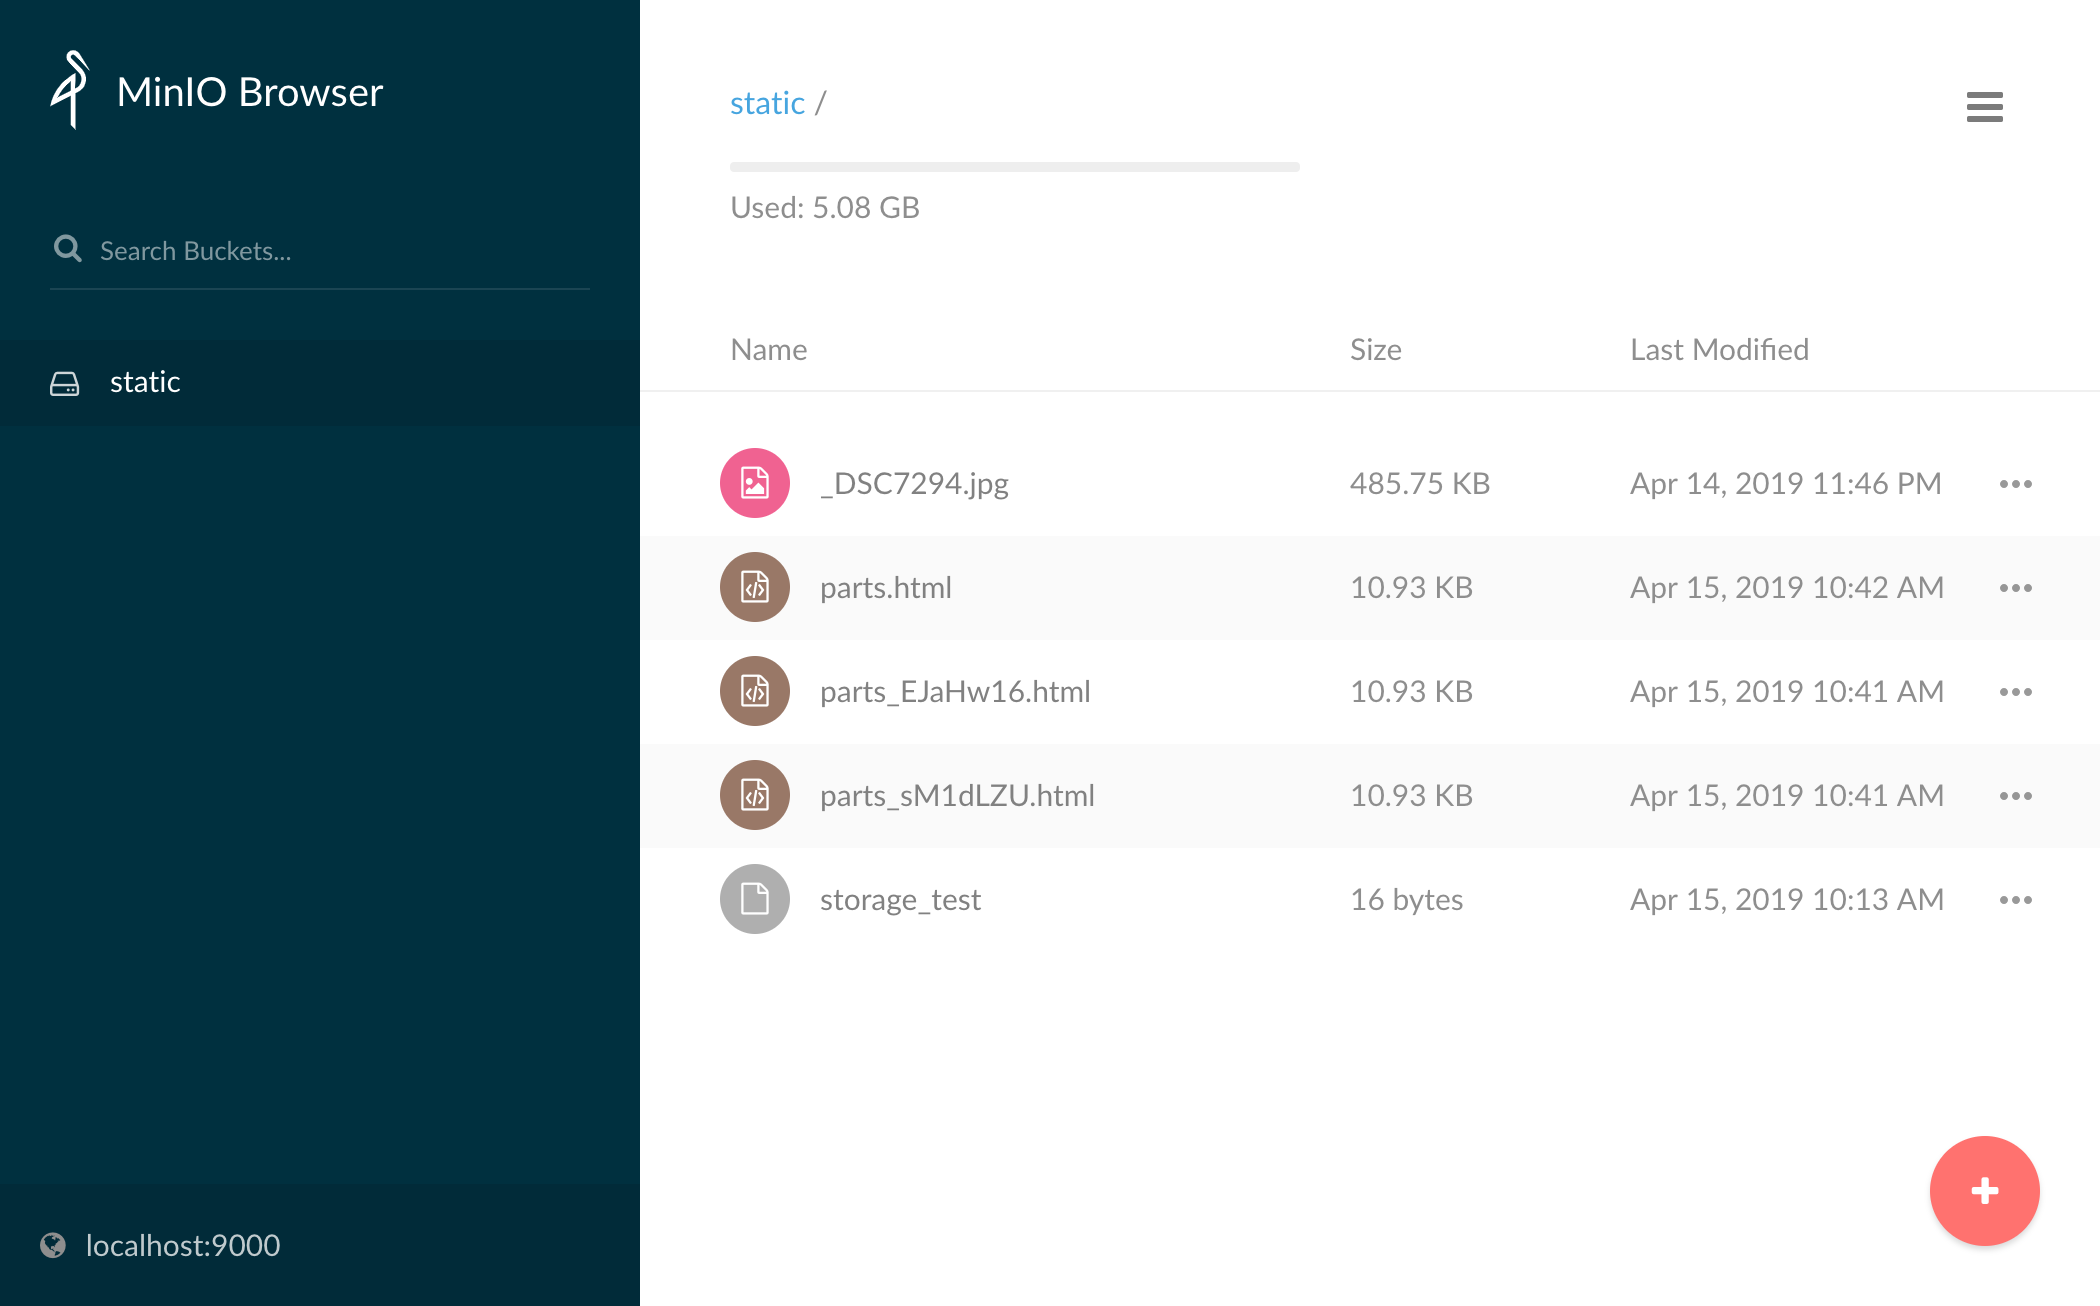 MinIO Browser
Search Buckets...
static
localhost:9000
static /
Used: 5.08 GB
Name Size Last Modified
_DSC7294.jpg 485.75 KB Apr 14, 2019 11:46 PM
parts.html 10.93 KB Apr 15, 2019 10:42 AM
parts_EJaHw16.html 10.93 KB Apr 15, 2019 10:41 AM
parts_sM1dLZU.html 10.93 KB Apr 15, 2019 10:41 AM
storage_test 16 bytes Apr 15, 2019 10:13 AM